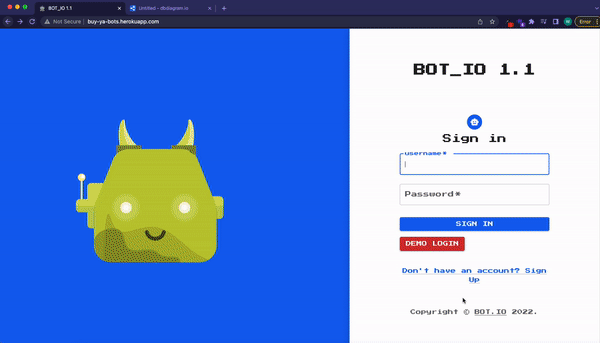 BOT_IO 1.1
Untitled - dbdiagram.io
Not Secure
buy-ya-bots.herokuapp.com
Error
BOT_IO 1.1
Sign in
Username*
Password*
SIGN IN
DEMO LOGIN
Don't have an account? Sign
Up
Copyright © BOT.IO 2022.